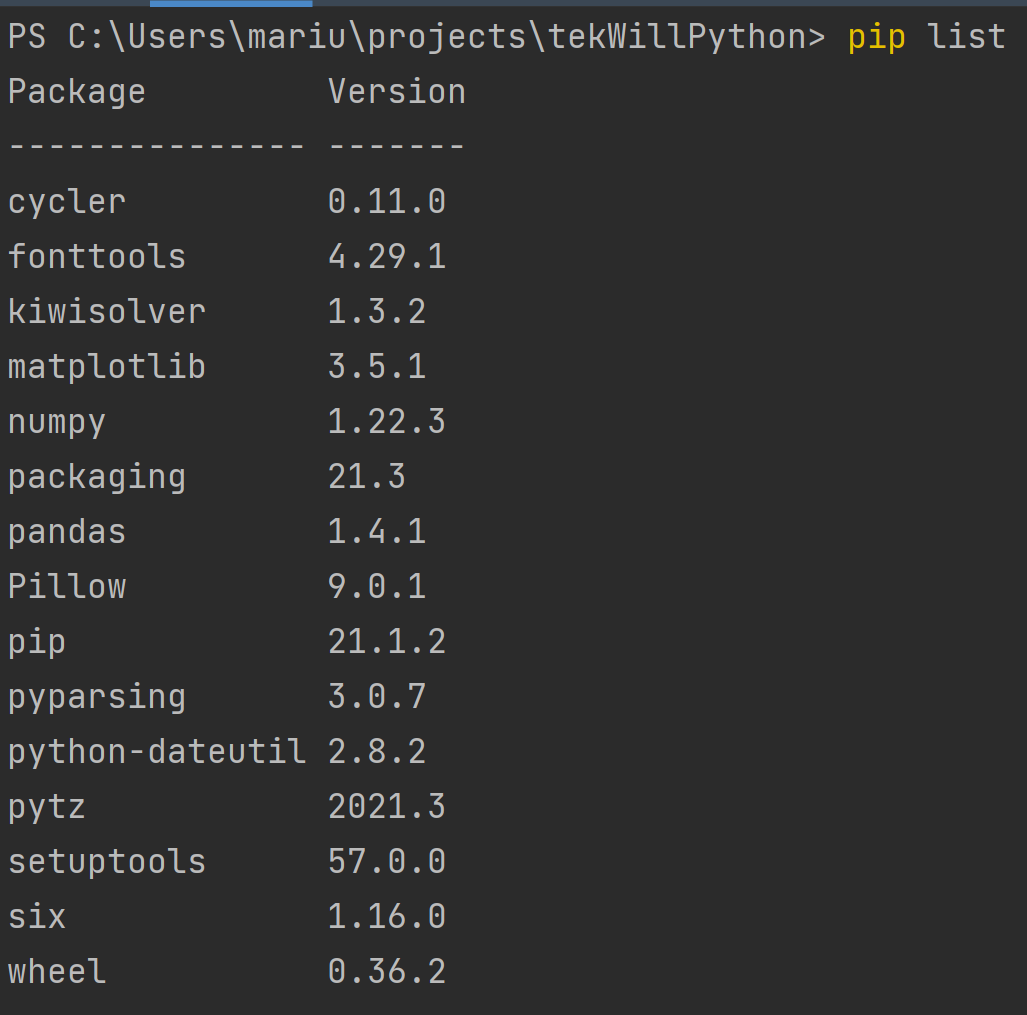 PS C:\Users\mariu\projects\tekWillPython> pip list
Package         Version
--------------- -------
cycler          0.11.0
fonttools       4.29.1
kiwisolver      1.3.2
matplotlib      3.5.1
numpy           1.22.3
packaging       21.3
pandas          1.4.1
Pillow          9.0.1
pip             21.1.2
pyparsing       3.0.7
python-dateutil 2.8.2
pytz            2021.3
setuptools      57.0.0
six             1.16.0
wheel           0.36.2